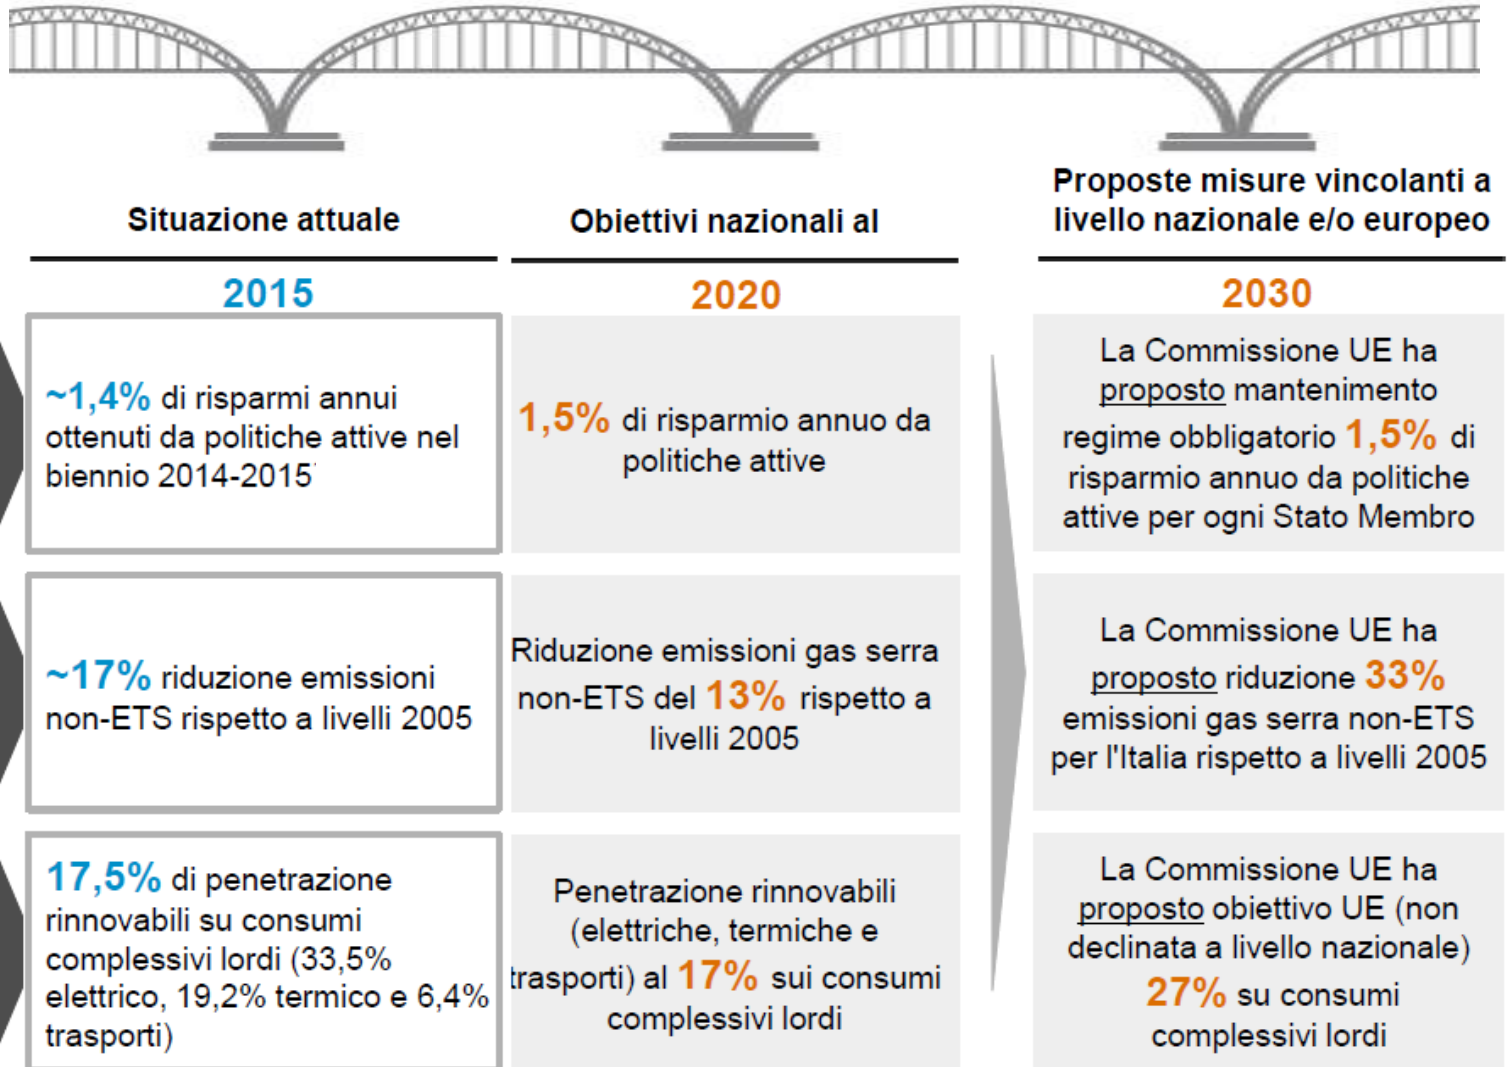 Situazione attuale
2015
Obiettivi nazionali al
2020
Proposte misure vincolanti a
livello nazionale e/o europeo
2030
~1,4% di risparmi annui
ottenuti da politiche attive nel
biennio 2014-2015
1,5% di risparmio annuo da
politiche attive
La Commissione UE ha
proposto mantenimento
regime obbligatorio 1,5% di
risparmio annuo da politiche
attive per ogni Stato Membro
~17% riduzione emissioni
non-ETS rispetto a livelli 2005
Riduzione emissioni gas serra
non-ETS del 13% rispetto a
livelli 2005
La Commissione UE ha
proposto riduzione 33%
emissioni gas serra non-ETS
per l'Italia rispetto a livelli 2005
17,5% di penetrazione
rinnovabili su consumi
complessivi lordi (33,5%
elettrico, 19,2% termico e 6,4%
trasporti)
Penetrazione rinnovabili
(elettriche, termiche e
trasporti) al 17% sui consumi
complessivi lordi
La Commissione UE ha
proposto obiettivo UE (non
declinata a livello nazionale)
27% su consumi
complessivi lordi